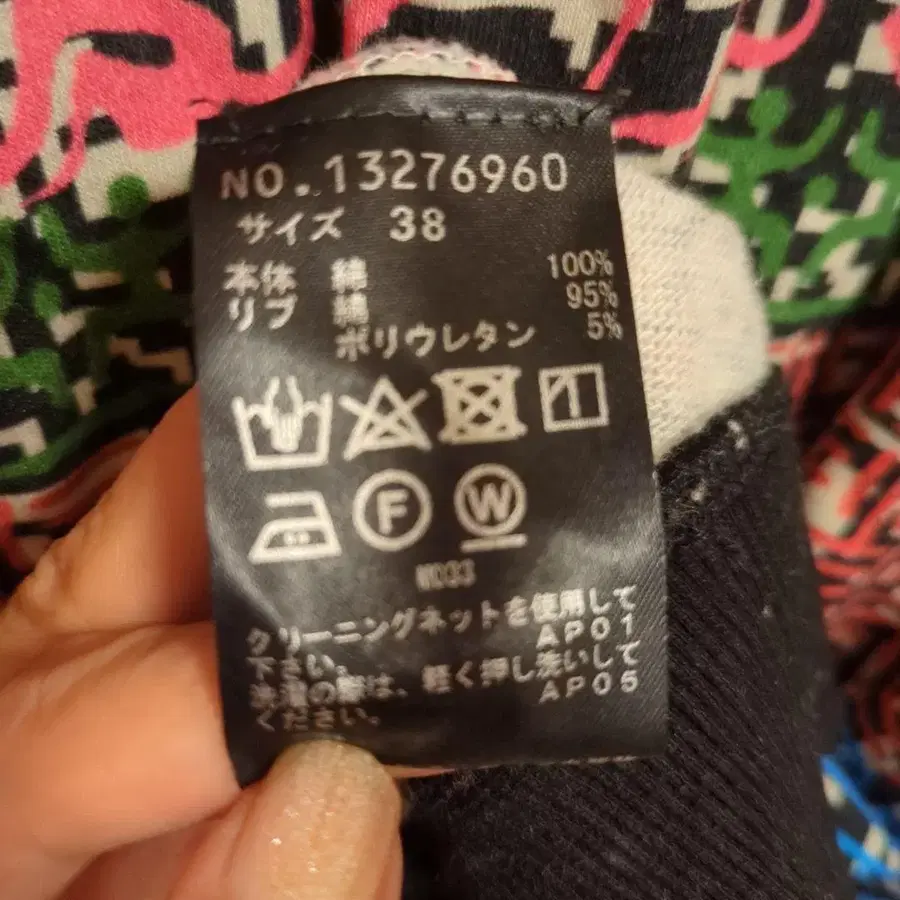 NO.13276960
サイズ 38
本体 綿 100%
リブ 綿 95%
ポリウレタン 5%
F W
クリーニングネットを使用して
下さい。 AP01
洗濯の際は、軽く押し洗いして
ください。 AP05